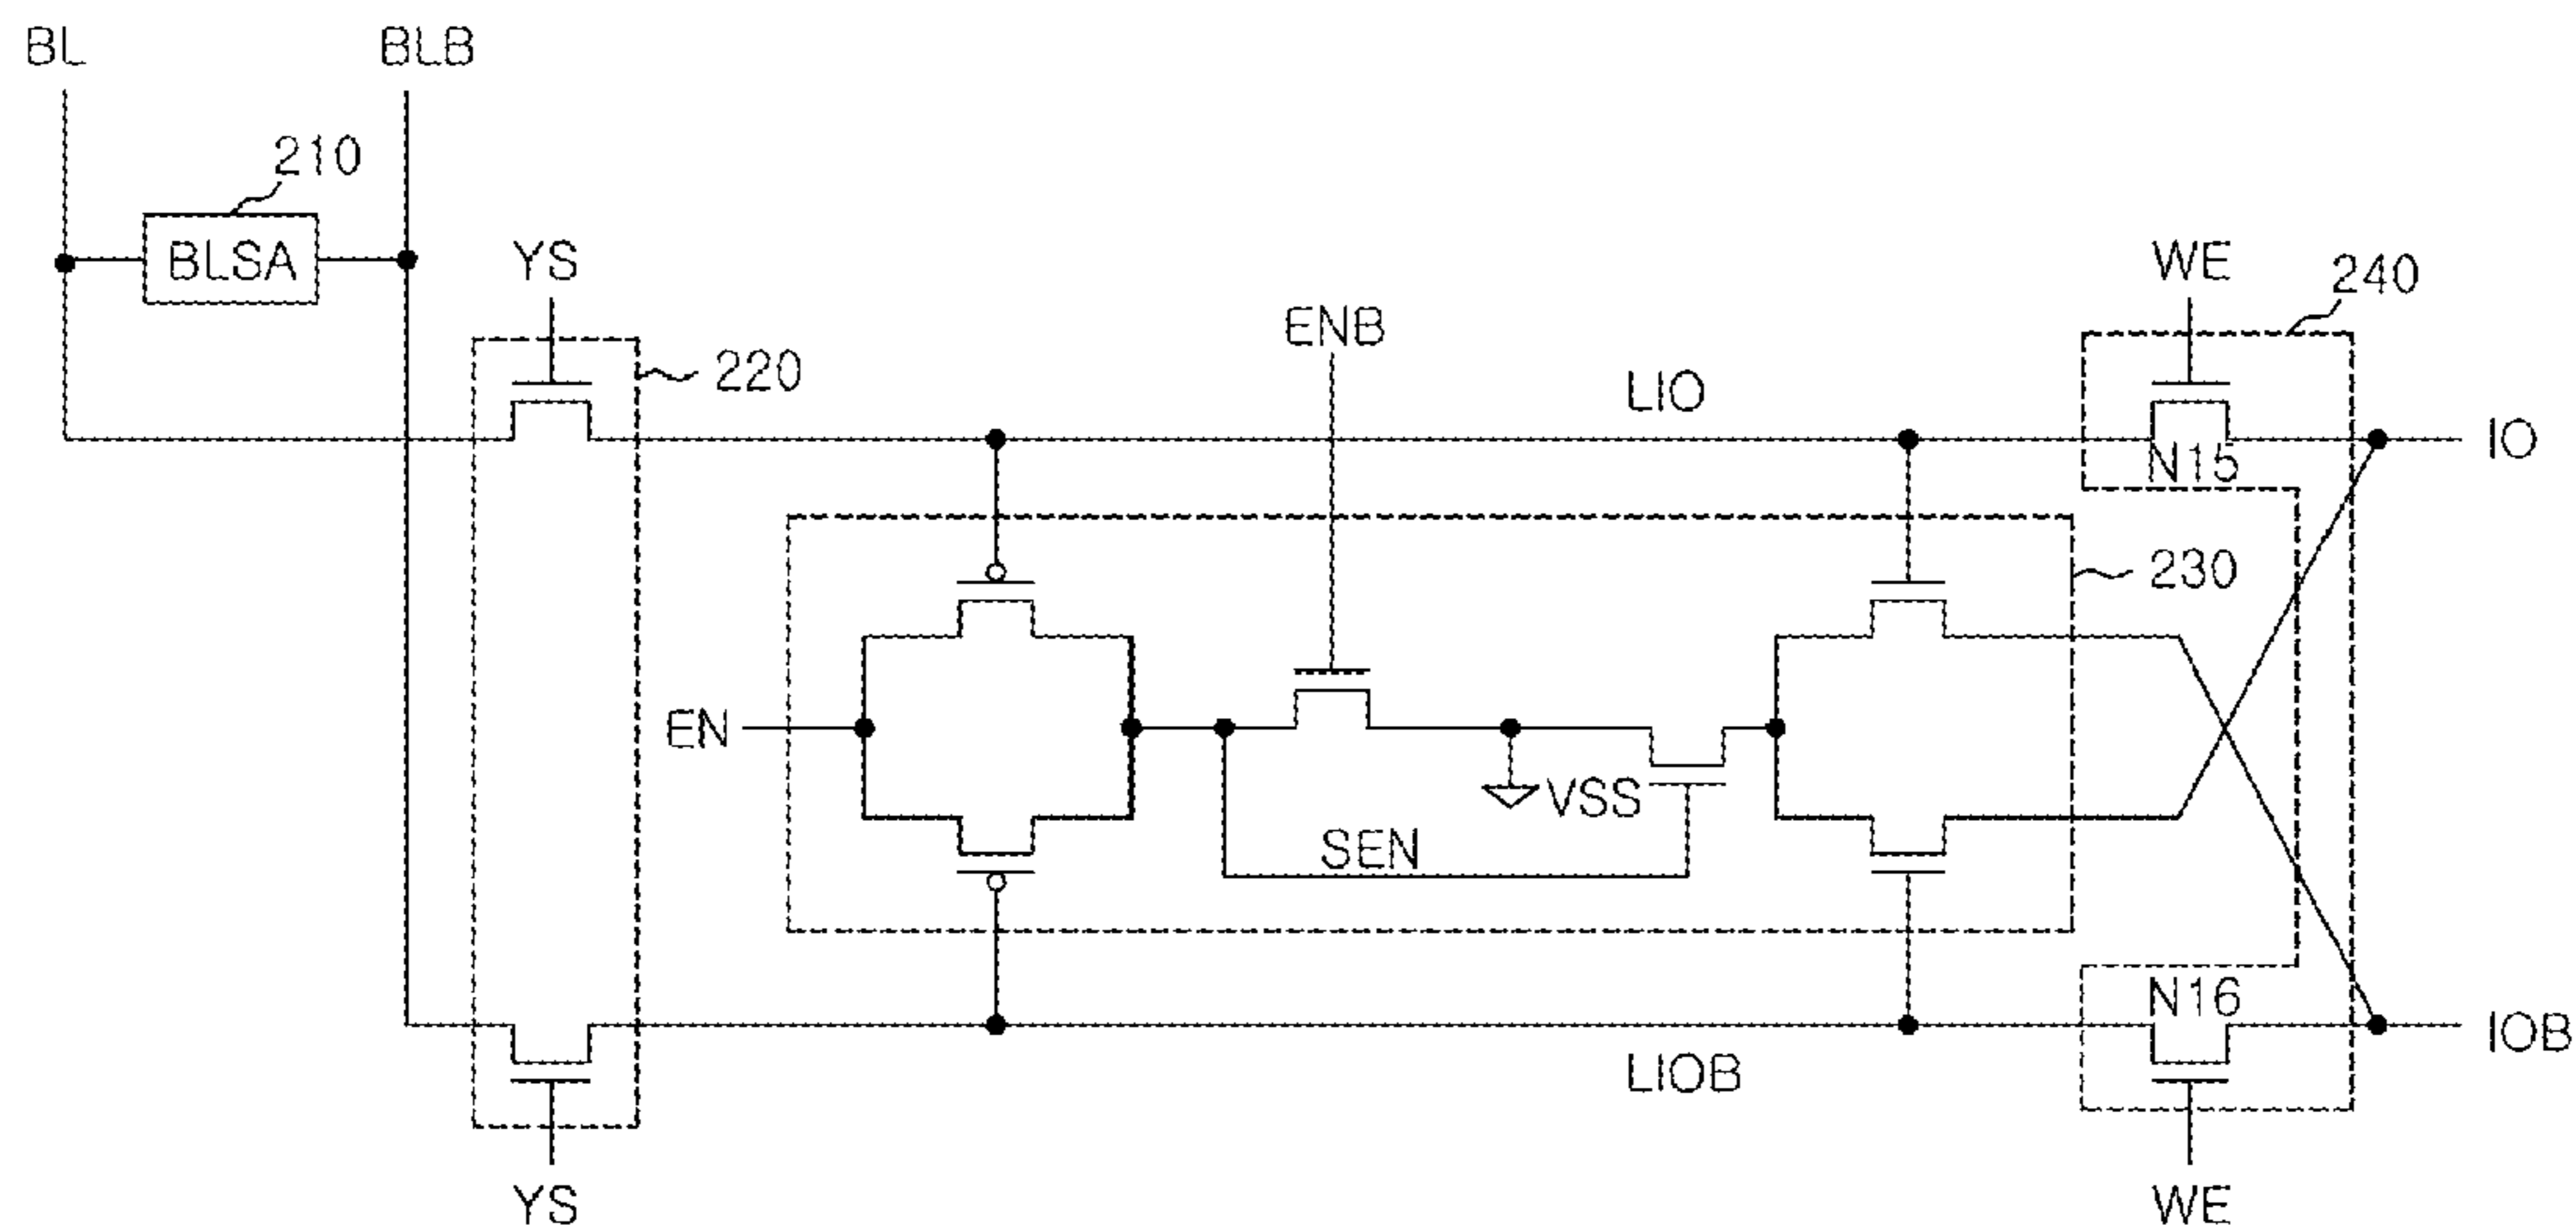 BL
BLB
210
BLSA
YS
WE
240
ENB
220
LIO
IO
N15
230
EN
VSS
SEN
N16
IOB
LIOB
YS
WE